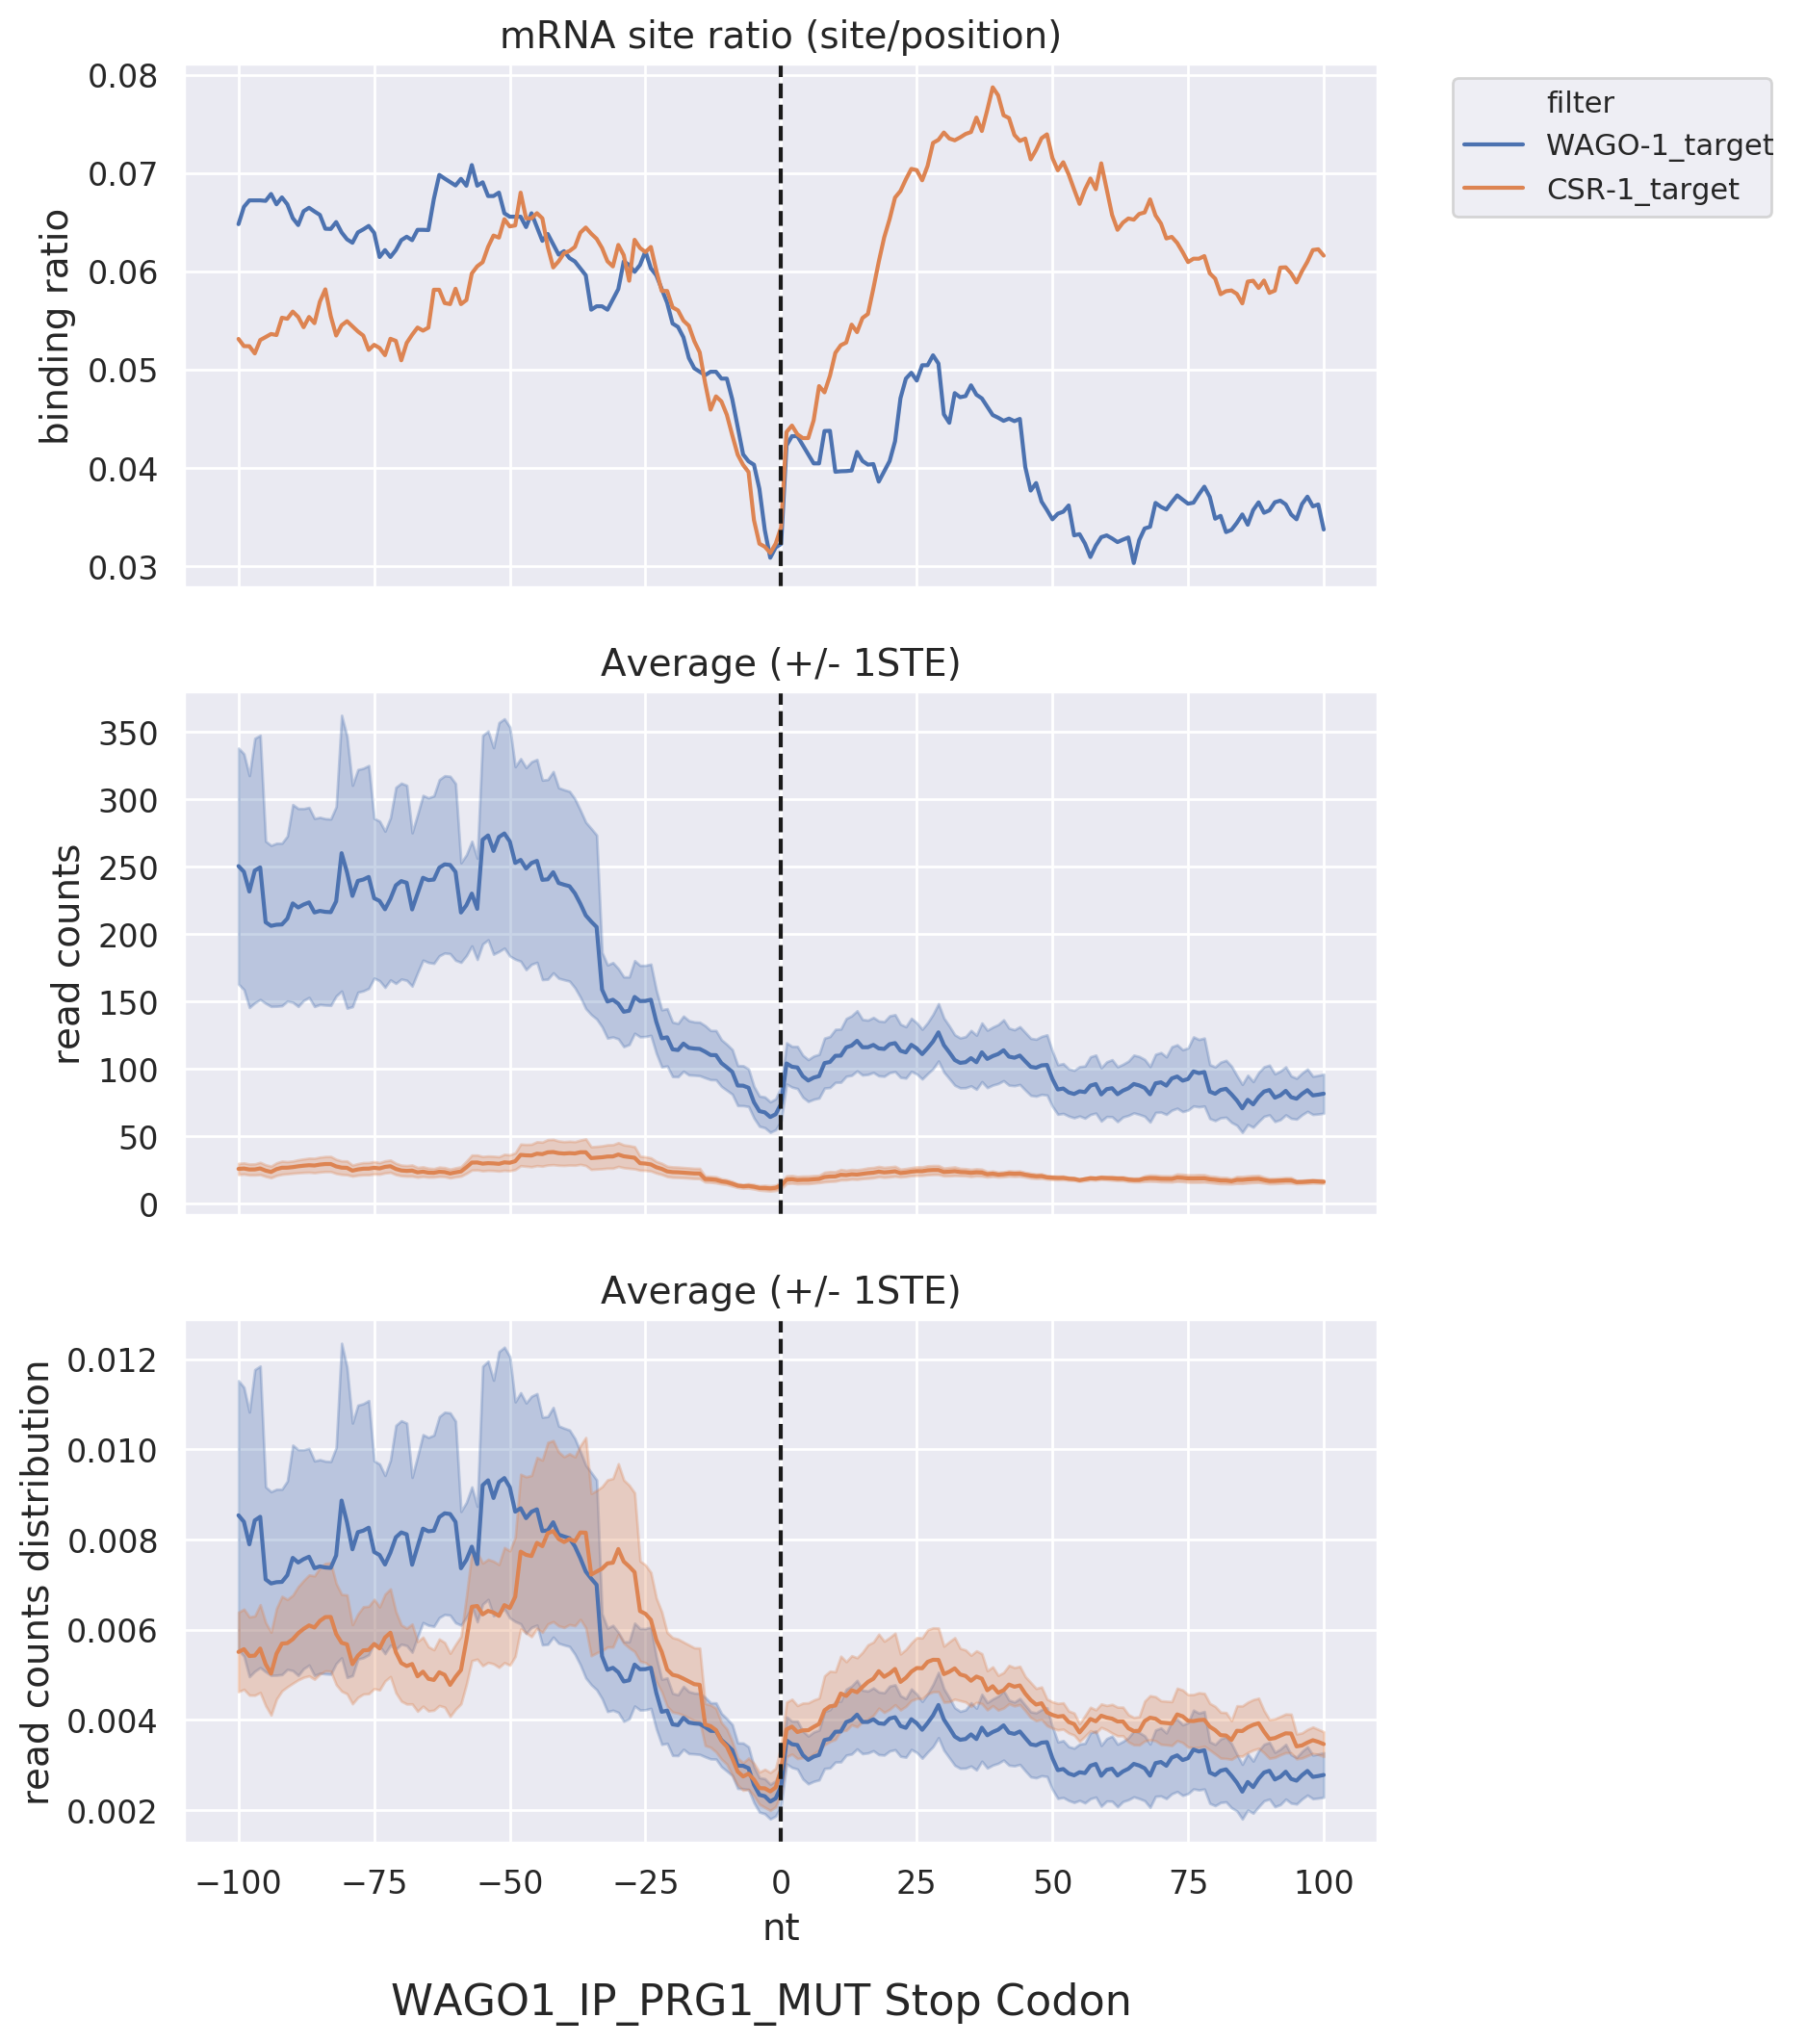 mRNA site ratio (site/position)
0.08
0.07
0.06
0.05
0.04
0.03
binding ratio
filter
WAGO-1_target
CSR-1_target
Average (+/- 1STE)
350
300
250
200
150
100
50
0
read counts
Average (+/- 1STE)
0.012
0.010
0.008
0.006
0.004
0.002
read counts distribution
−100 −75 −50 −25 0 25 50 75 100
nt
WAGO1_IP_PRG1_MUT Stop Codon